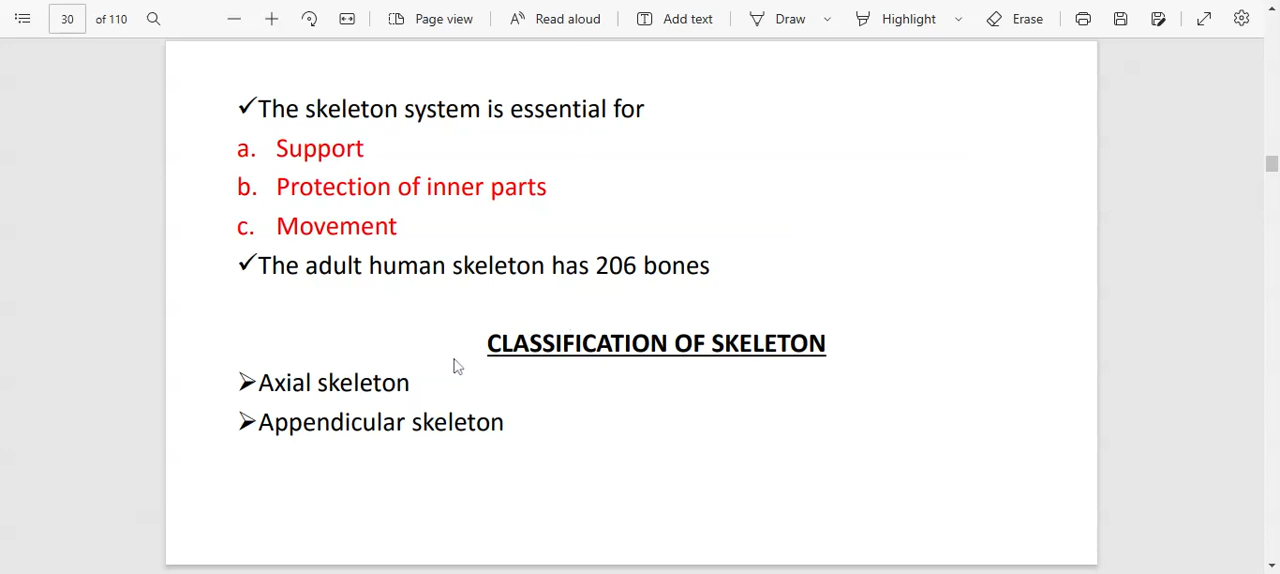 30 of 110 Page view Read aloud Add text Draw Highlight Erase
✓The skeleton system is essential for
a. Support
b. Protection of inner parts
c. Movement
✓The adult human skeleton has 206 bones
CLASSIFICATION OF SKELETON
➢Axial skeleton
➢Appendicular skeleton